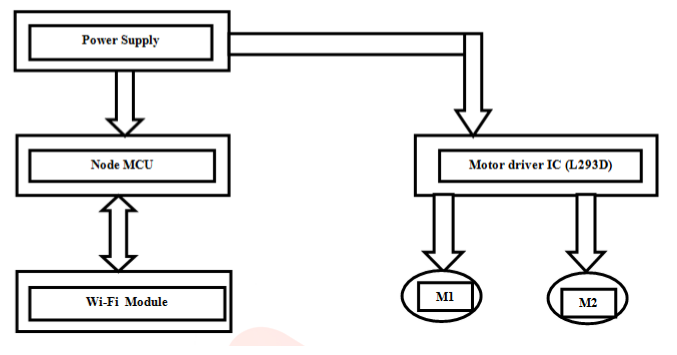 Power Supply
Node MCU
Motor driver IC (L293D)
Wi-Fi Module
M1
M2